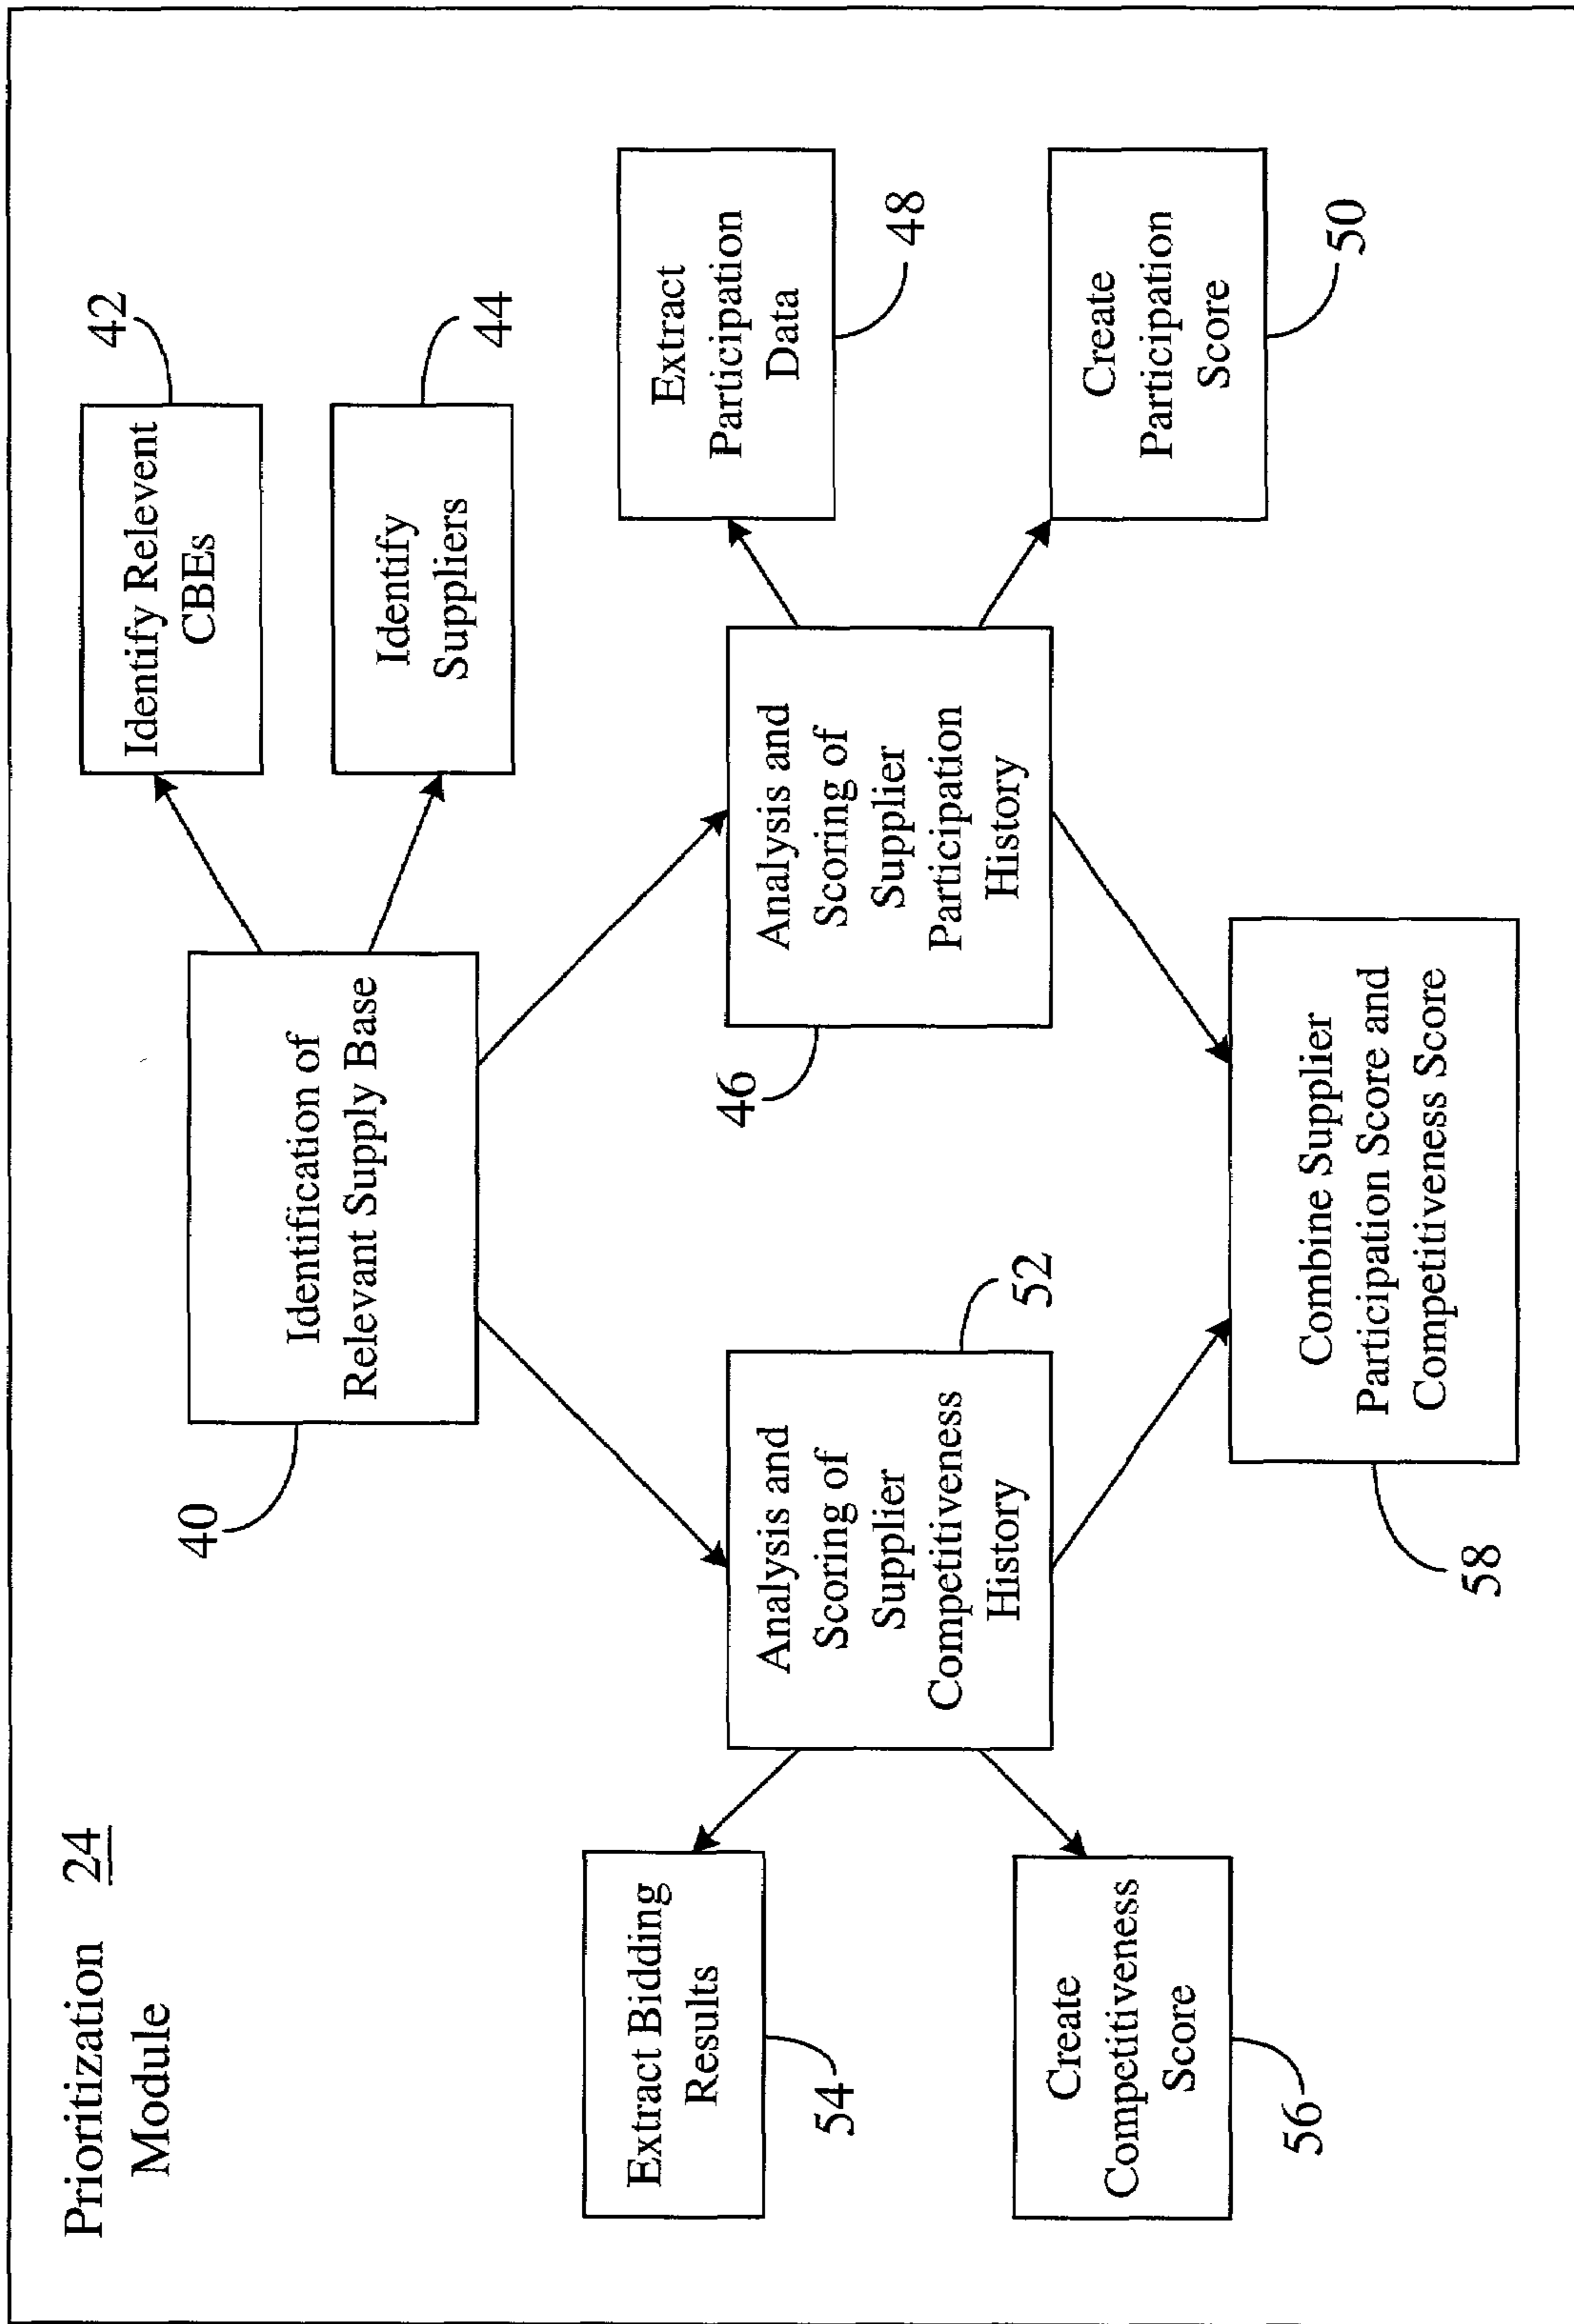 Prioritization 24
Module
40
Identification of
Relevant Supply Base
42
Identify Relevent
CBEs
44
Identify
Suppliers
54
Extract Bidding
Results
52
Analysis and
Scoring of
Supplier
Competitiveness
History
46
Analysis and
Scoring of
Supplier
Participation
History
48
Extract
Participation
Data
56
Create
Competitiveness
Score
50
Create
Participation
Score
58
Combine Supplier
Participation Score and
Competitiveness Score